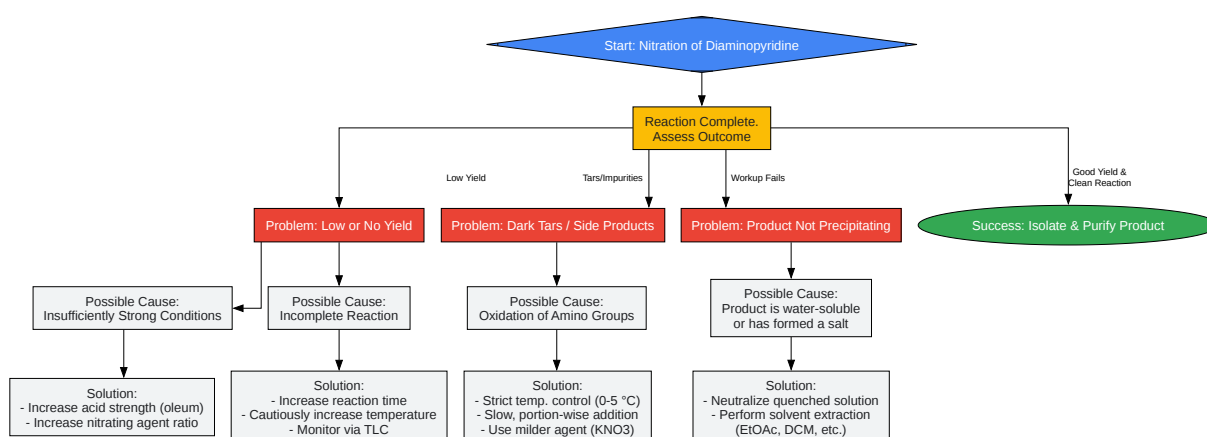 Start: Nitration of Diaminopyridine
Reaction Complete.
Assess Outcome
Low Yield
Tars/Impurities
Workup Fails
Good Yield &
Clean Reaction
Problem: Low or No Yield
Problem: Dark Tars / Side Products
Problem: Product Not Precipitating
Success: Isolate & Purify Product
Possible Cause:
Insufficiently Strong Conditions
Possible Cause:
Incomplete Reaction
Possible Cause:
Oxidation of Amino Groups
Possible Cause:
Product is water-soluble
or has formed a salt
Solution:
- Increase acid strength (oleum)
- Increase nitrating agent ratio
Solution:
- Increase reaction time
- Cautiously increase temperature
- Monitor via TLC
Solution:
- Strict temp. control (0-5 °C)
- Slow, portion-wise addition
- Use milder agent (KNO3)
Solution:
- Neutralize quenched solution
- Perform solvent extraction
(EtOAc, DCM, etc.)